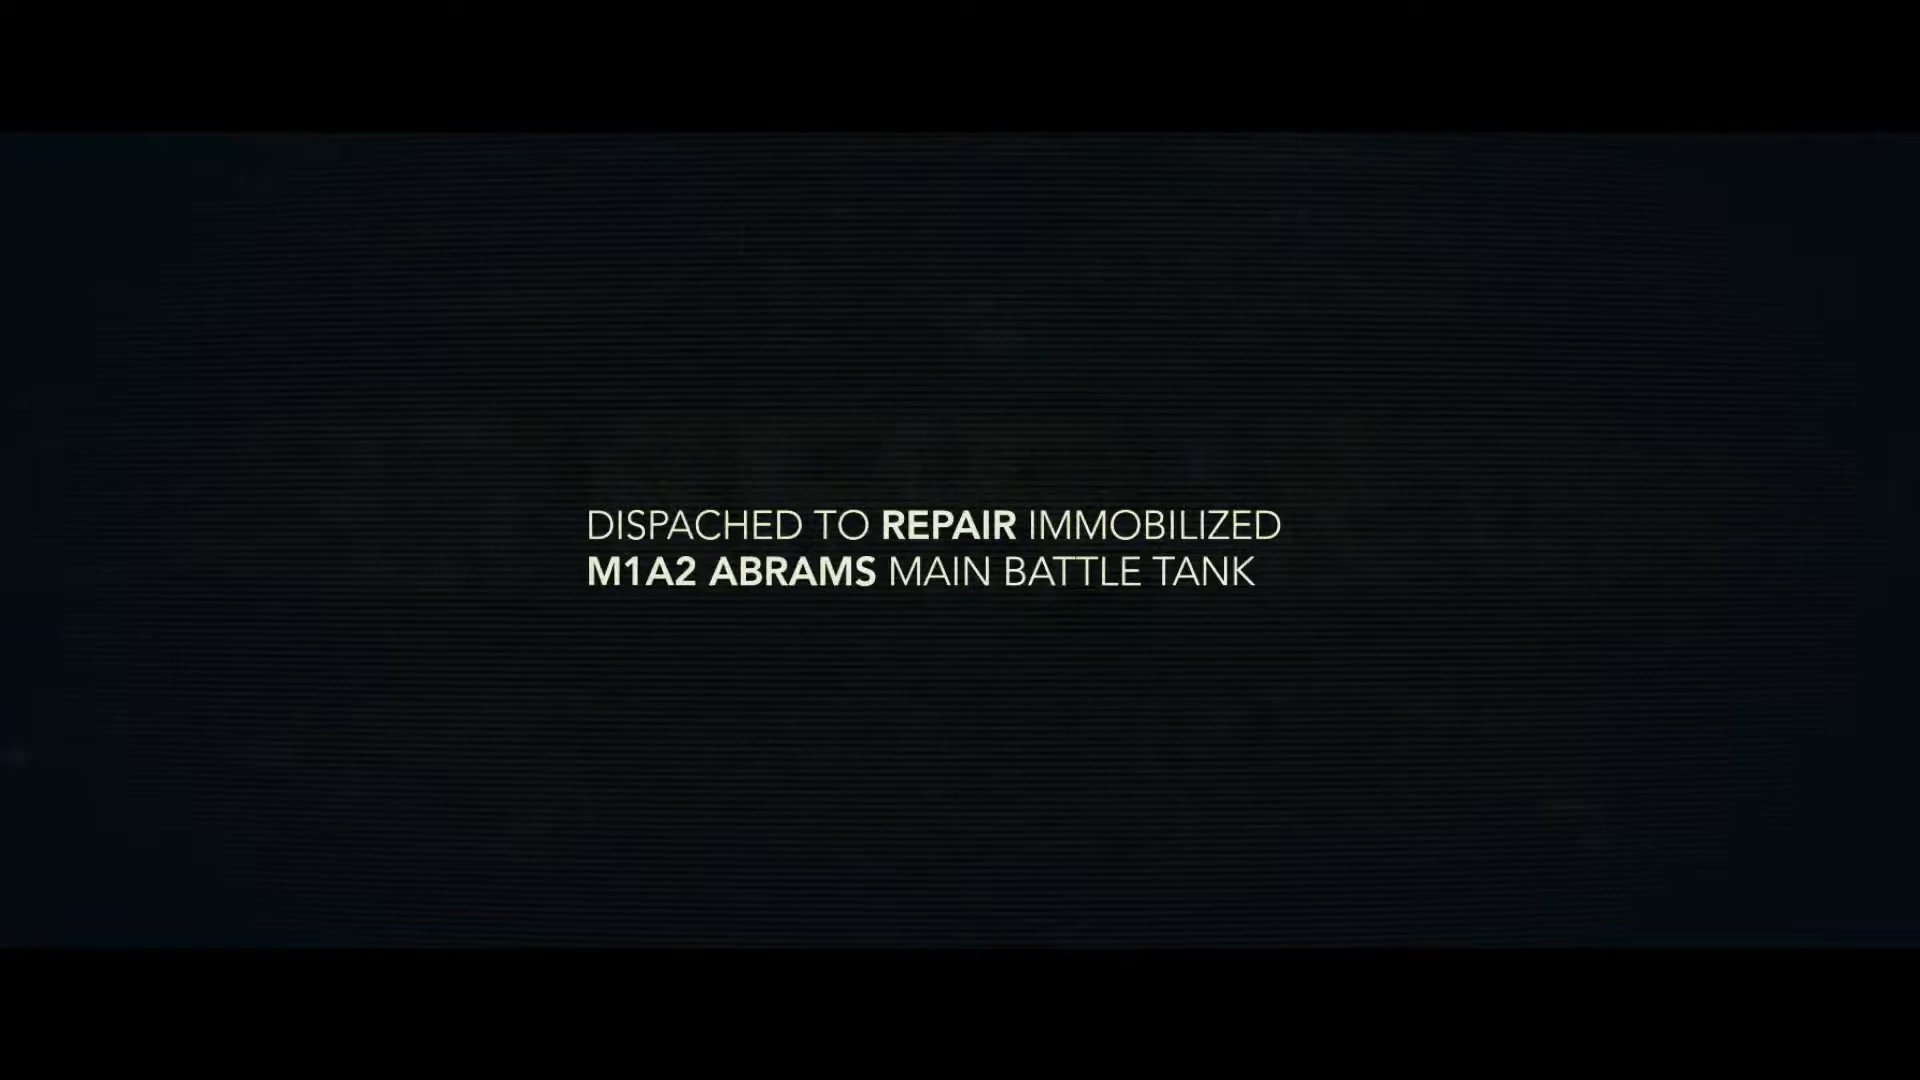 DISPACHED TO REPAIR IMMOBILIZED
M1A2 ABRAMS MAIN BATTLE TANK